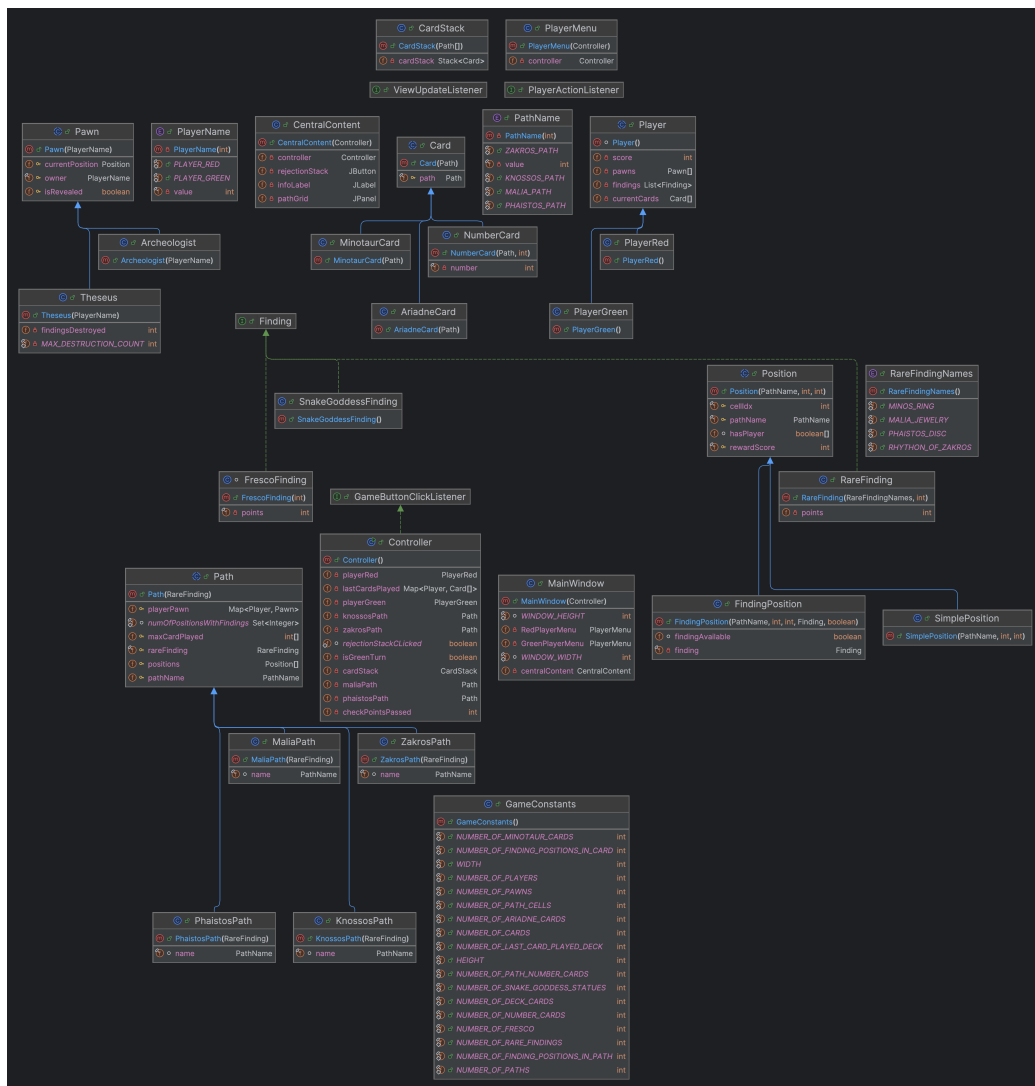 CardStack
CardStack(Path[])
cardStack Stack<Card>
PlayerMenu
PlayerMenu(Controller)
controller Controller
ViewUpdateListener
PlayerActionListener
Pawn
Pawn(PlayerName)
currentPosition Position
owner PlayerName
isRevealed boolean
PlayerName
PlayerName(int)
PLAYER_RED
PLAYER_GREEN
value int
CentralContent
CentralContent(Controller)
controller Controller
rejectionStack JButton
infoLabel JLabel
pathGrid JPanel
Card
Card(Path)
path Path
PathName
PathName(int)
ZAKROS_PATH
value int
KNOSSOS_PATH
MALIA_PATH
PHAISTOS_PATH
Player
Player()
score int
pawns Pawn[]
findings List<Finding>
currentCards Card[]
Archeologist
Archeologist(PlayerName)
MinotaurCard
MinotaurCard(Path)
NumberCard
NumberCard(Path, int)
number int
PlayerRed
PlayerRed()
Theseus
Theseus(PlayerName)
findingsDestroyed int
MAX_DESTRUCTION_COUNT int
Finding
AriadneCard
AriadneCard(Path)
PlayerGreen
PlayerGreen()
SnakeGoddessFinding
SnakeGoddessFinding()
Position
Position(PathName, int, int)
cellIdx int
pathName PathName
hasPlayer boolean[]
rewardScore int
RareFindingNames
RareFindingNames()
MINOS_RING
MALIA_JEWELRY
PHAISTOS_DISC
RHYTHON_OF_ZAKROS
FrescoFinding
FrescoFinding(int)
points int
GameButtonClickListener
RareFinding
RareFinding(RareFindingNames, int)
points int
Controller
Controller()
playerRed PlayerRed
lastCardsPlayed Map<Player, Card[]>
playerGreen PlayerGreen
knossosPath Path
zakrosPath Path
rejectionStackClicked boolean
isGreenTurn boolean
cardStack CardStack
maliaPath Path
phaistosPath Path
checkPointsPassed int
Path
Path(RareFinding)
playerPawn Map<Player, Pawn>
numOfPositionsWithFindings Set<Integer>
maxCardPlayed int[]
rareFinding RareFinding
positions Position[]
pathName PathName
MainWindow
MainWindow(Controller)
WINDOW_HEIGHT int
RedPlayerMenu PlayerMenu
GreenPlayerMenu PlayerMenu
WINDOW_WIDTH int
centralContent CentralContent
FindingPosition
FindingPosition(PathName, int, int, Finding, boolean)
findingAvailable boolean
finding Finding
SimplePosition
SimplePosition(PathName, int, int)
MaliaPath
MaliaPath(RareFinding)
name PathName
ZakrosPath
ZakrosPath(RareFinding)
name PathName
PhaistosPath
PhaistosPath(RareFinding)
name PathName
KnossosPath
KnossosPath(RareFinding)
name PathName
GameConstants
GameConstants()
NUMBER_OF_MINOTAUR_CARDS int
NUMBER_OF_FINDING_POSITIONS_IN_CARD int
WIDTH int
NUMBER_OF_PLAYERS int
NUMBER_OF_PAWNS int
NUMBER_OF_PATH_CELLS int
NUMBER_OF_ARIADNE_CARDS int
NUMBER_OF_CARDS int
NUMBER_OF_LAST_CARD_PLAYED_DECK int
HEIGHT int
NUMBER_OF_PATH_NUMBER_CARDS int
NUMBER_OF_SNAKE_GODDESS_STATUES int
NUMBER_OF_DECK_CARDS int
NUMBER_OF_NUMBER_CARDS int
NUMBER_OF_FRESCO int
NUMBER_OF_RARE_FINDINGS int
NUMBER_OF_FINDING_POSITIONS_IN_PATH int
NUMBER_OF_PATHS int